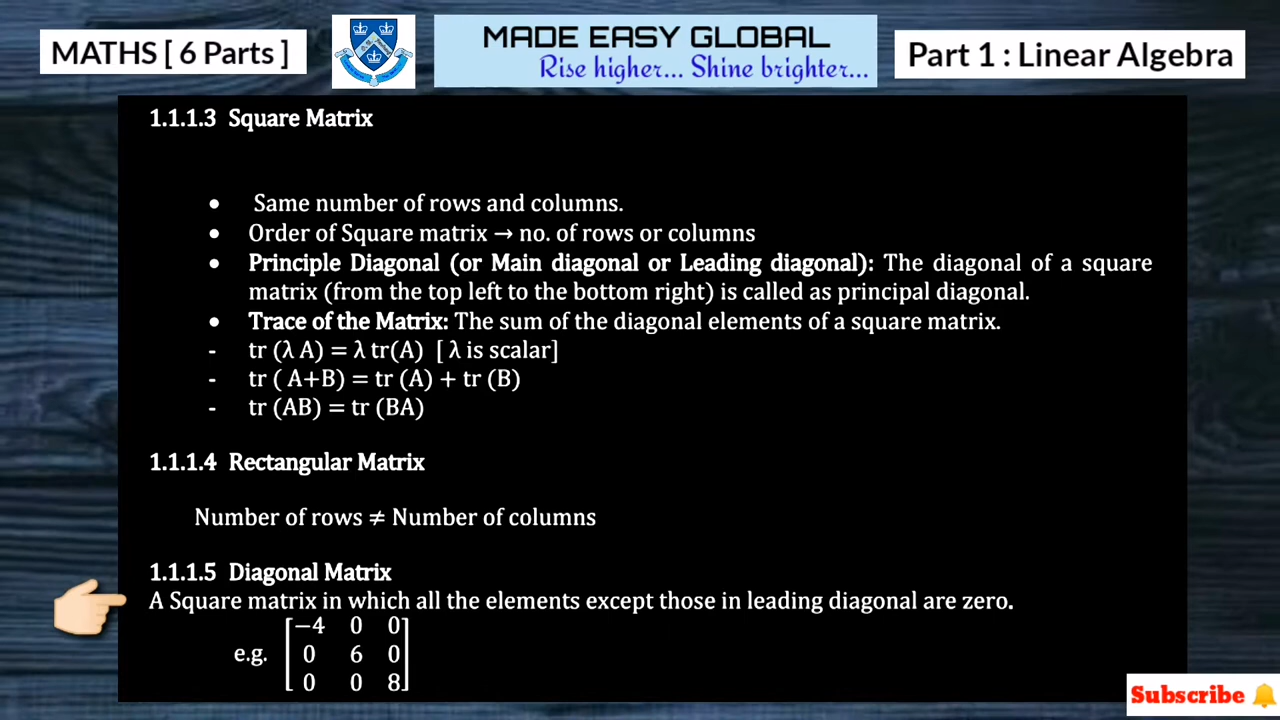 MATHS [ 6 Parts ]
MADE EASY GLOBAL
Rise higher... Shine brighter...
Part 1 : Linear Algebra
1.1.1.3 Square Matrix
• Same number of rows and columns.
• Order of Square matrix → no. of rows or columns
• Principle Diagonal (or Main diagonal or Leading diagonal): The diagonal of a square
matrix (from the top left to the bottom right) is called as principal diagonal.
• Trace of the Matrix: The sum of the diagonal elements of a square matrix.
- tr (λ A) = λ tr(A) [ λ is scalar]
- tr ( A+B) = tr (A) + tr (B)
- tr (AB) = tr (BA)
1.1.1.4 Rectangular Matrix
Number of rows ≠ Number of columns
1.1.1.5 Diagonal Matrix
A Square matrix in which all the elements except those in leading diagonal are zero.
−4 0 0
e.g. 0 6 0
0 0 8
Subscribe